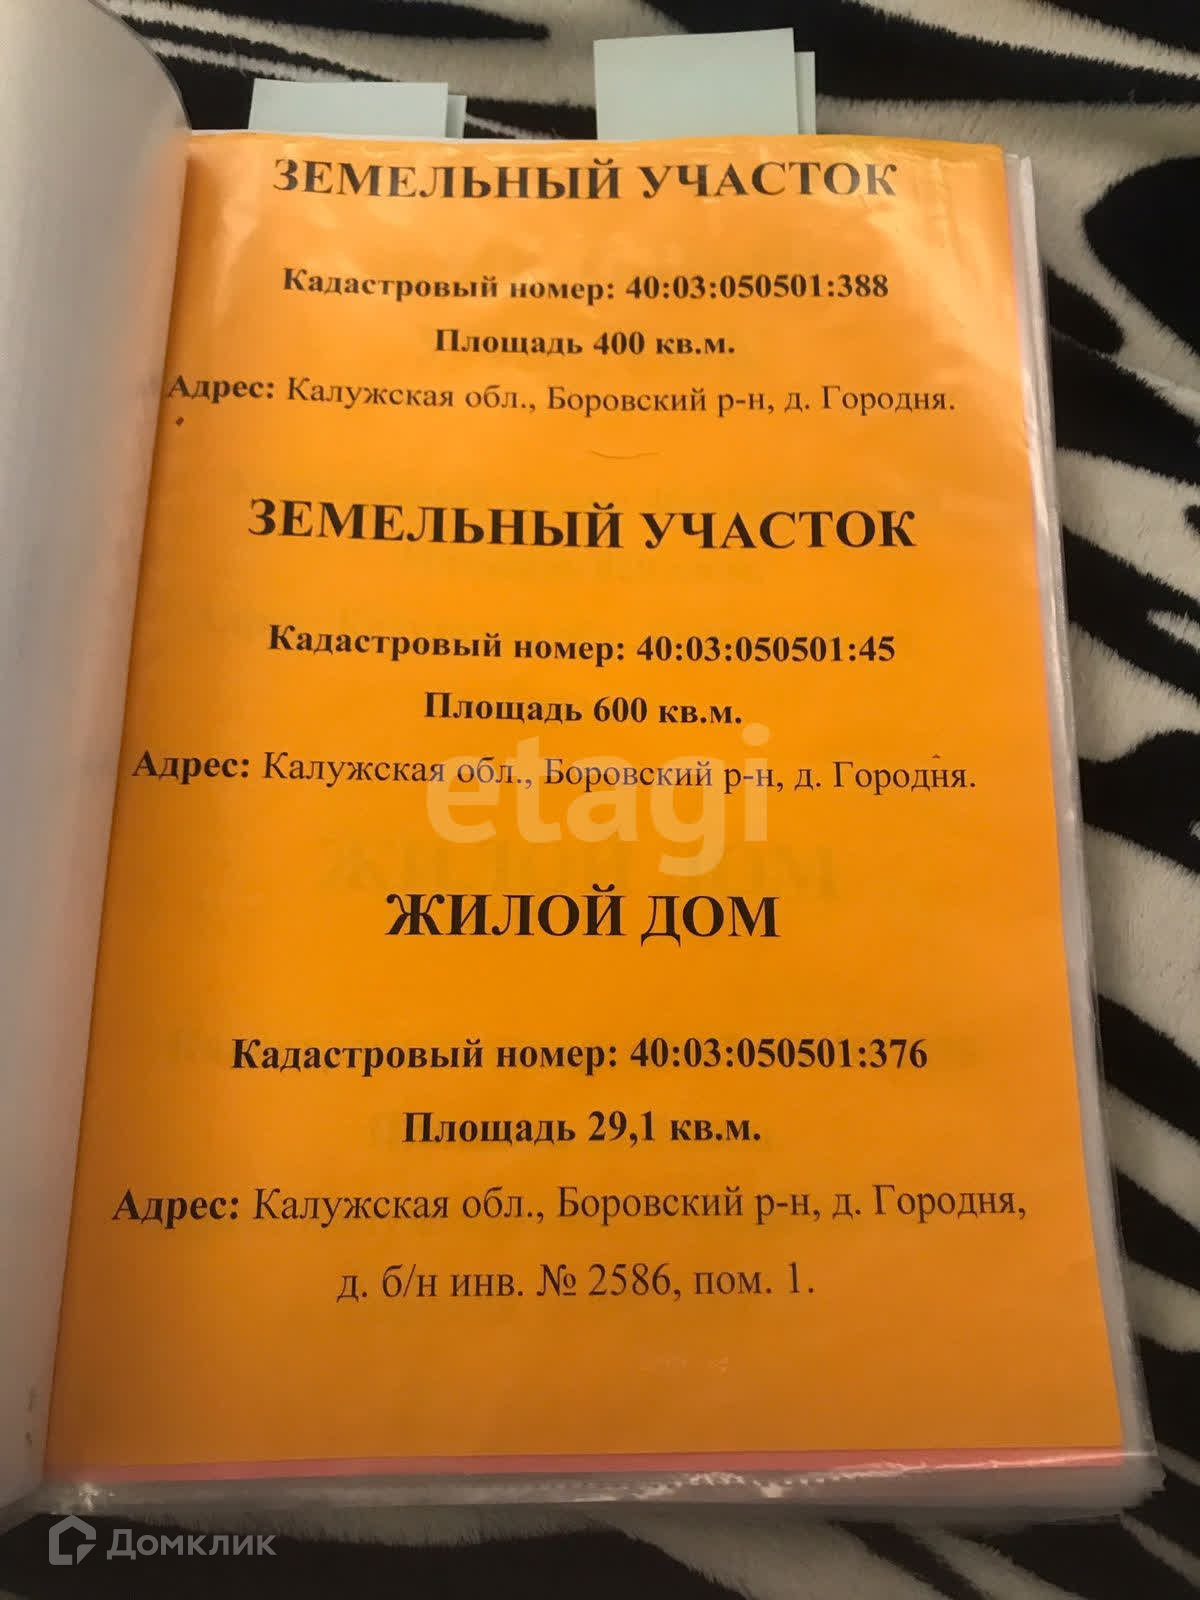 ЗЕМЕЛЬНЫЙ УЧАСТОК
Кадастровый номер: 40:03:050501:388
Площадь 400 кв.м.
Адрес: Калужская обл., Боровский р-н, д. Городня.
ЗЕМЕЛЬНЫЙ УЧАСТОК
Кадастровый номер: 40:03:050501:45
Площадь 600 кв.м.
Адрес: Калужская обл., Боровский р-н, д. Городня.
etagi
ЖИЛОЙ ДОМ
Кадастровый номер: 40:03:050501:376
Площадь 29,1 кв.м.
Адрес: Калужская обл., Боровский р-н, д. Городня,
д. б/н инв. № 2586, пом. 1.
Домклик